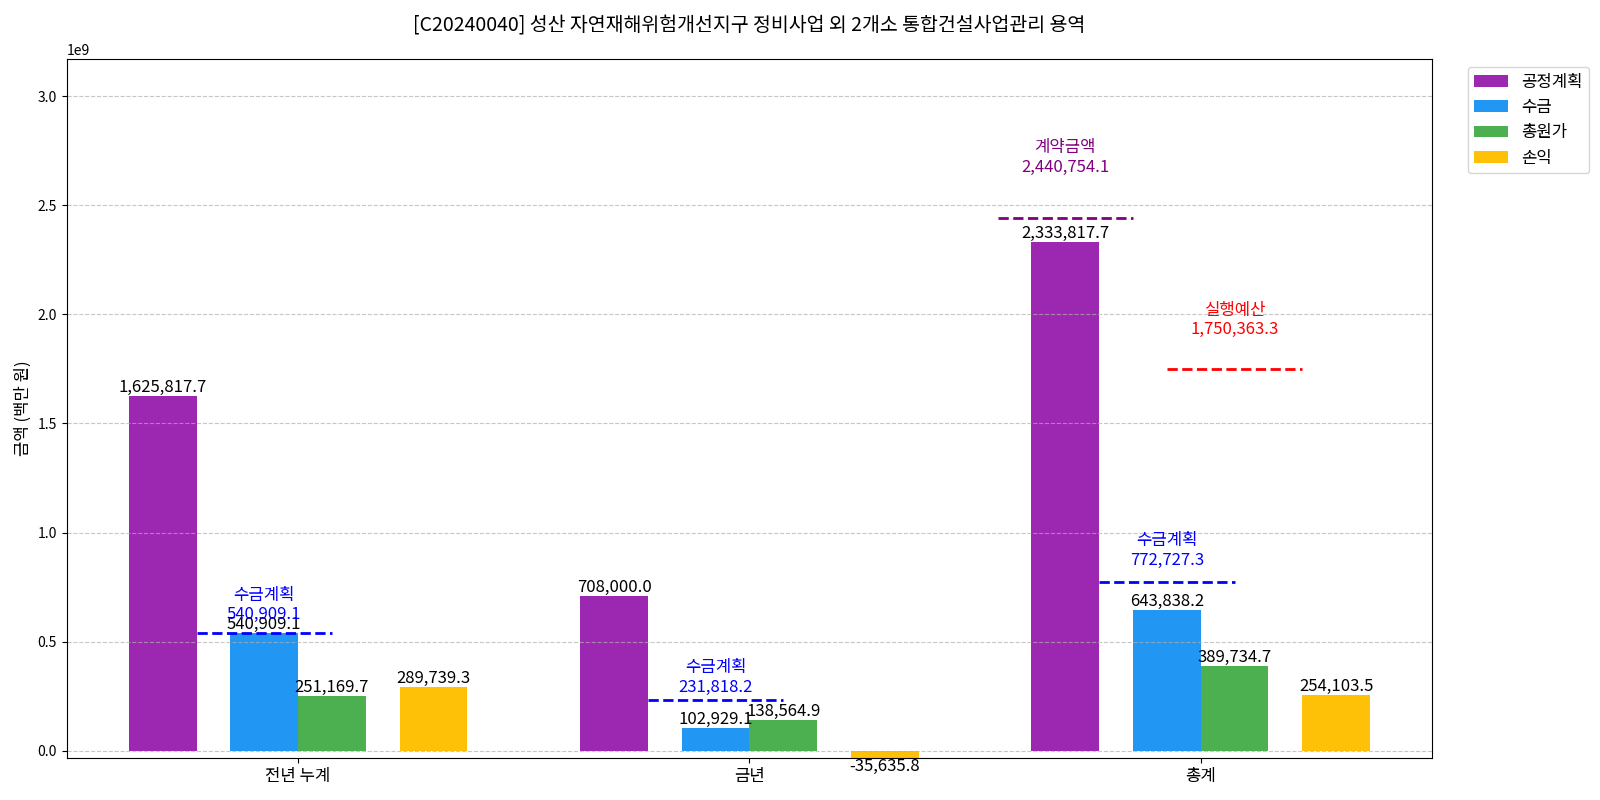 [C20240040] 성산 자연재해위험개선지구 정비사업 외 2개소 통합건설사업관리 용역
1e9
공정계획
수금
총원가
손익
금액 (백만 원)
3.0
2.5
2.0
1.5
1.0
0.5
0.0
1,625,817.7
수금계획
540,909.1
540,909.1
251,169.7
289,739.3
708,000.0
수금계획
231,818.2
102,929.1
138,564.9
-35,635.8
계약금액
2,440,754.1
2,333,817.7
실행예산
1,750,363.3
수금계획
772,727.3
643,838.2
389,734.7
254,103.5
전년 누계
금년
총계